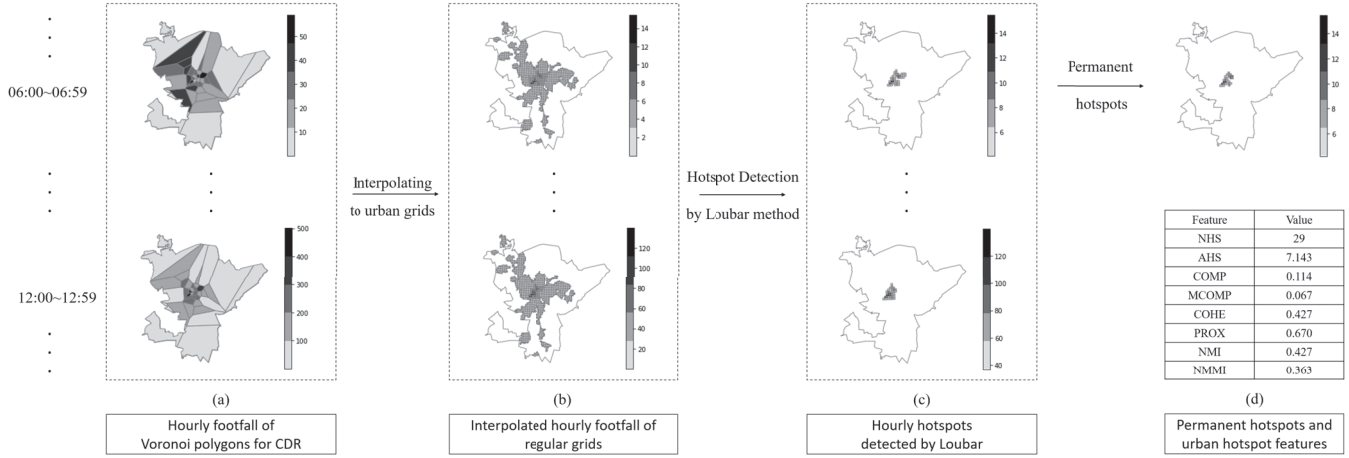 06:00~06:59
12:00~12:59
50
40
30
20
10
500
400
300
200
100
Interpolating
to urban grids
14
12
10
8
6
4
2
120
100
80
60
40
20
Hotspot Detection
by Loubar method
14
12
10
8
6
120
100
80
60
40
Permanent
hotspots
14
12
10
8
6
Feature Value
NHS 29
AHS 7.143
COMP 0.114
MCOMP 0.067
COHE 0.427
PROX 0.670
NMI 0.427
NMMI 0.363
(a)
Hourly footfall of
Voronoi polygons for CDR
(b)
Interpolated hourly footfall of
regular grids
(c)
Hourly hotspots
detected by Loubar
(d)
Permanent hotspots and
urban hotspot features